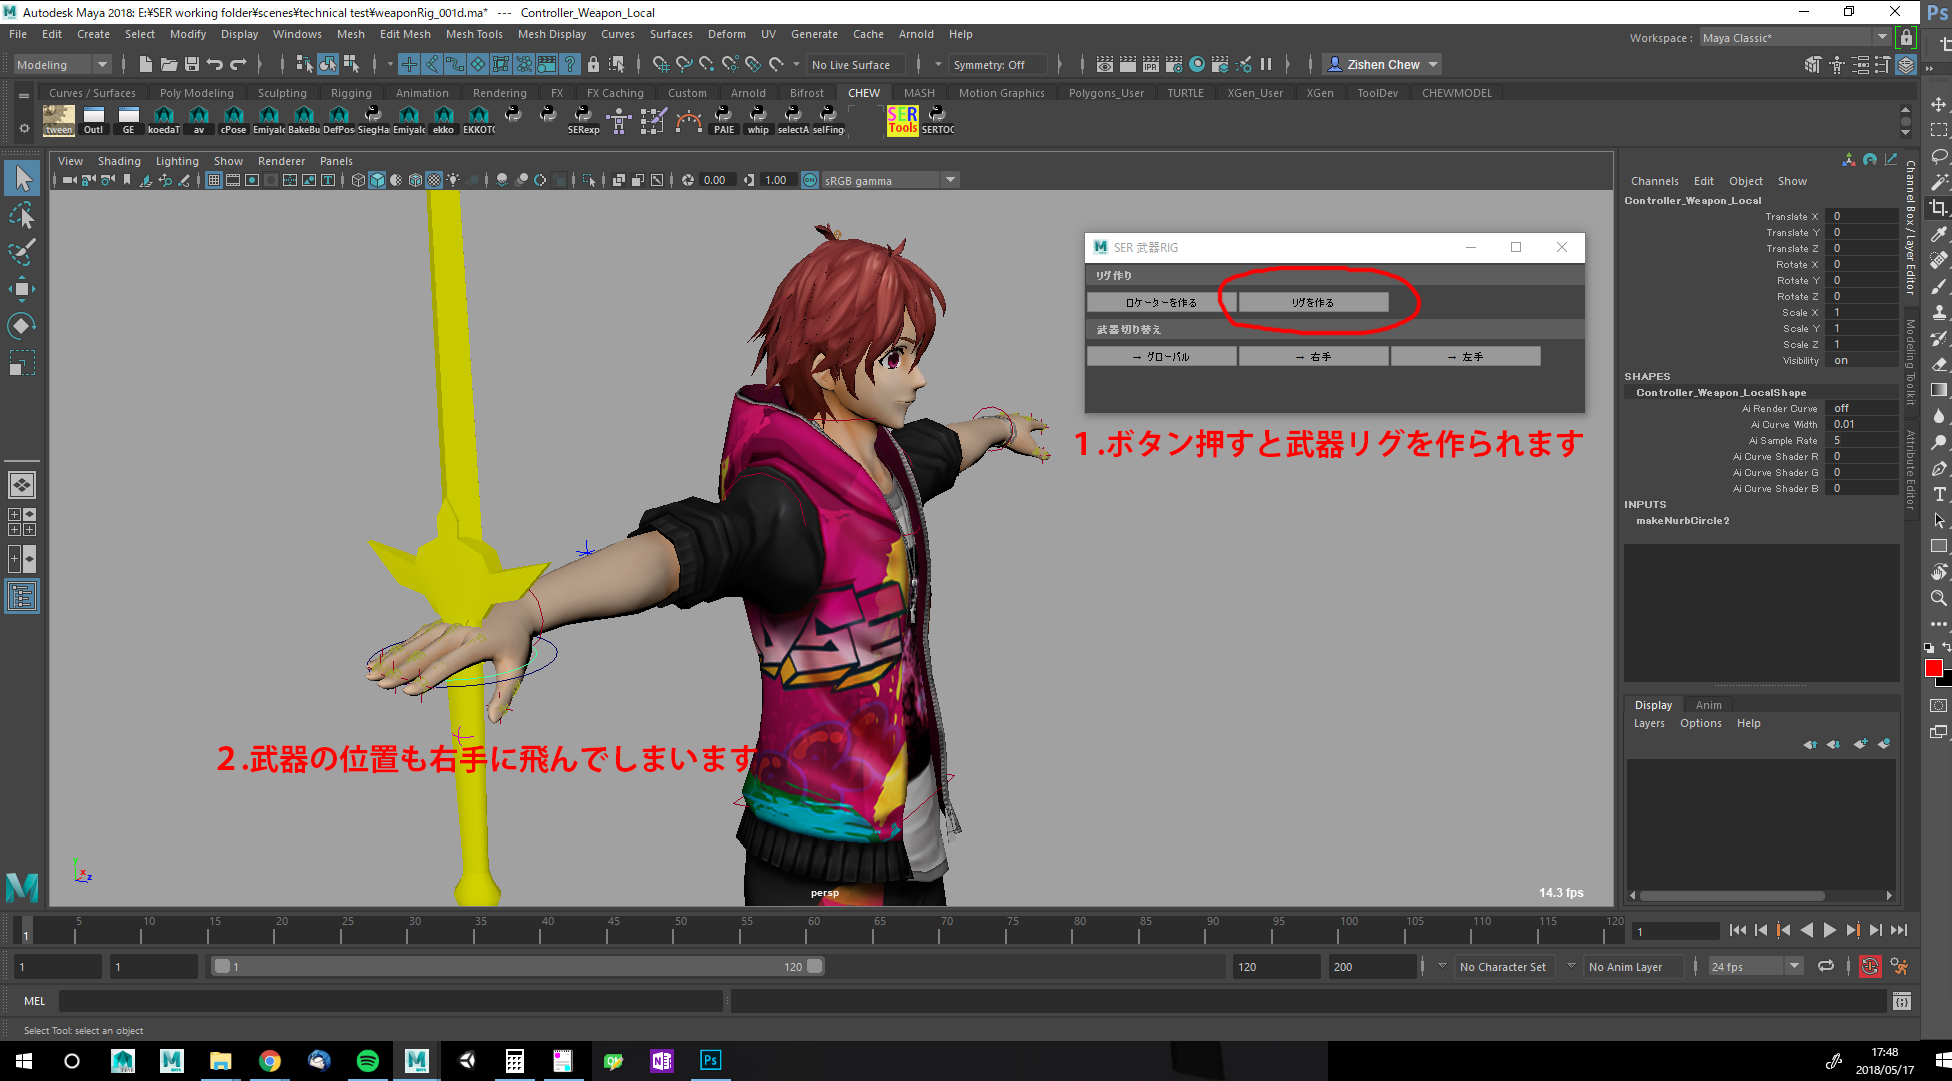 Autodesk Maya 2018: E:¥SER working folder¥scenes¥technical test¥weaponRig_001d.ma* --- Controller_Weapon_Local
File Edit Create Select Modify Display Windows Mesh Edit Mesh Mesh Tools Mesh Display Curves Surfaces Deform UV Generate Cache Arnold Help
Workspace : Maya Classic*
Modeling No Live Surface Symmetry: Off Zishen Chew
Curves / Surfaces Poly Modeling Sculpting Rigging Animation Rendering FX FX Caching Custom Arnold Bifrost CHEW MASH Motion Graphics Polygons_User TURTLE XGen_User XGen ToolDev CHEWMODEL
tween Outl GE koedaT av cPose Emiyalc BakeBu DefPos SiegHa Emiyalc ekko EKKOTC SERexp PAIE whip selectA selFing SER Tools SERTOC
View Shading Lighting Show Renderer Panels
0.00 1.00 ON sRGB gamma
Channels Edit Object Show
Controller_Weapon_Local
Translate X 0
Translate Y 0
Translate Z 0
Rotate X 0
Rotate Y 0
Rotate Z 0
Scale X 1
Scale Y 1
Scale Z 1
Visibility on
SHAPES
Controller_Weapon_LocalShape
Ai Render Curve off
Ai Curve Width 0.01
Ai Sample Rate 5
Ai Curve Shader R 0
Ai Curve Shader G 0
Ai Curve Shader B 0
INPUTS
makeNurbCircle2
Channel Box / Layer Editor
Modeling Toolkit
Attribute Editor
SER 武器RIG
リグ作り
ロケーターを作る リグを作る
武器切り替え
→ グローバル → 右手 → 左手
１.ボタン押すと武器リグを作られます
２.武器の位置も右手に飛んでしまいます
persp
14.3 fps
Display Anim
Layers Options Help
1 5 10 15 20 25 30 35 40 45 50 55 60 65 70 75 80 85 90 95 100 105 110 115 120
1
1 1 1 120 120 200 No Character Set No Anim Layer 24 fps
MEL
Select Tool: select an object
17:48
2018/05/17